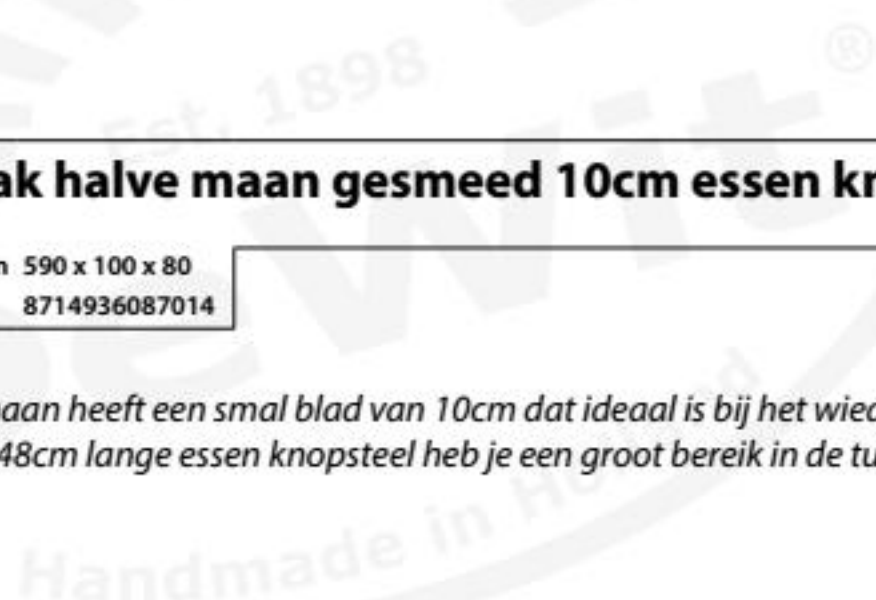 Est. 1898
®
ak halve maan gesmeed 10cm essen kn
DeWit
n 590 x 100 x 80
8714936087014
aan heeft een smal blad van 10cm dat ideaal is bij het wied
48cm lange essen knopsteel heb je een groot bereik in de tu
Handmade in Holland